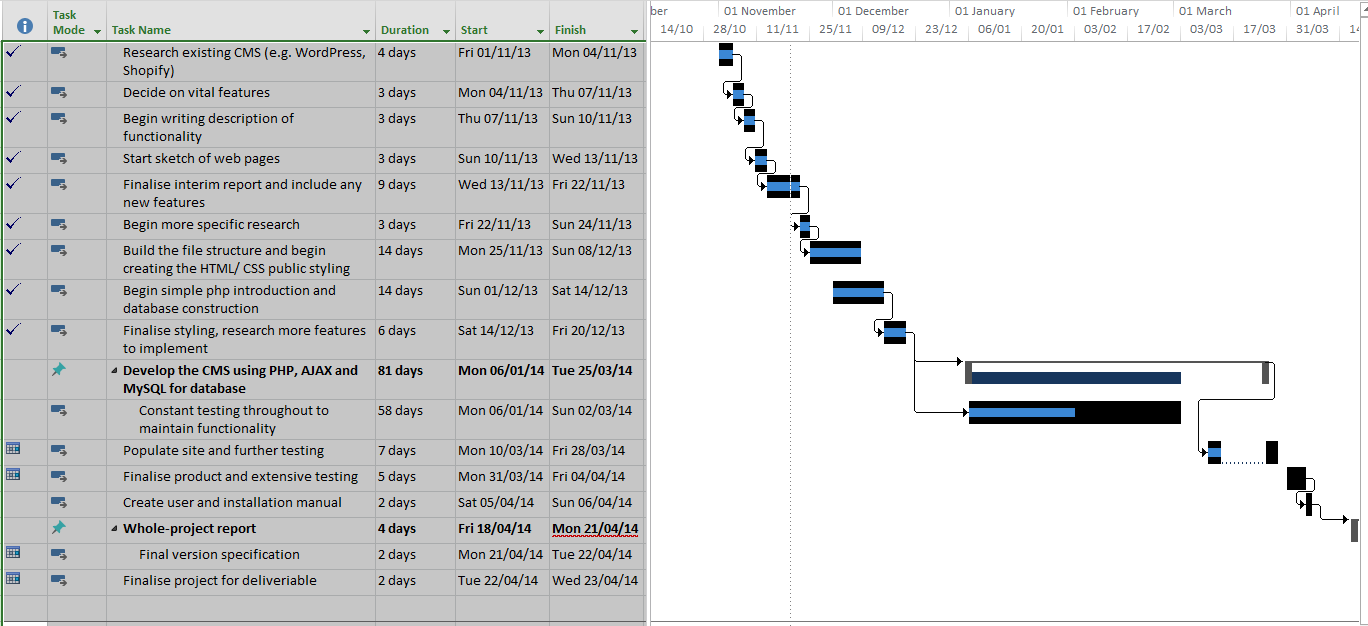 Task Mode Task Name Duration Start Finish
Research existing CMS (e.g. WordPress, 4 days Fri 01/11/13 Mon 04/11/13
Shopify)
Decide on vital features 3 days Mon 04/11/13 Thu 07/11/13
Begin writing description of 3 days Thu 07/11/13 Sun 10/11/13
functionality
Start sketch of web pages 3 days Sun 10/11/13 Wed 13/11/13
Finalise interim report and include any 9 days Wed 13/11/13 Fri 22/11/13
new features
Begin more specific research 3 days Fri 22/11/13 Sun 24/11/13
Build the file structure and begin 14 days Mon 25/11/13 Sun 08/12/13
creating the HTML/ CSS public styling
Begin simple php introduction and 14 days Sun 01/12/13 Sat 14/12/13
database construction
Finalise styling, research more features 6 days Sat 14/12/13 Fri 20/12/13
to implement
Develop the CMS using PHP, AJAX and 81 days Mon 06/01/14 Tue 25/03/14
MySQL for database
Constant testing throughout to 58 days Mon 06/01/14 Sun 02/03/14
maintain functionality
Populate site and further testing 7 days Mon 10/03/14 Fri 28/03/14
Finalise product and extensive testing 5 days Mon 31/03/14 Fri 04/04/14
Create user and installation manual 2 days Sat 05/04/14 Sun 06/04/14
Whole-project report 4 days Fri 18/04/14 Mon 21/04/14
Final version specification 2 days Mon 21/04/14 Tue 22/04/14
Finalise project for deliveriable 2 days Tue 22/04/14 Wed 23/04/14
ber 01 November 01 December 01 January 01 February 01 March 01 April
14/10 28/10 11/11 25/11 09/12 23/12 06/01 20/01 03/02 17/02 03/03 17/03 31/03 14